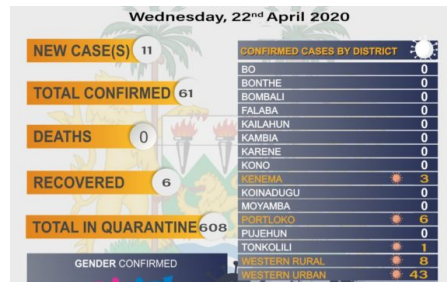 Wednesday, 22nd April 2020
NEW CASE(S) 11
TOTAL CONFIRMED 61
DEATHS 0
RECOVERED 6
TOTAL IN QUARANTINE 608
GENDER CONFIRMED
CONFIRMED CASES BY DISTRICT
BO 0
BONTHE 0
BOMBALI 0
FALABA 0
KAILAHUN 0
KAMBIA 0
KARENE 0
KONO 0
KENEMA 3
KOINADUGU 0
MOYAMBA 0
PORTLOKO 6
PUJEHUN 0
TONKOLILI 1
WESTERN RURAL 8
WESTERN URBAN 43